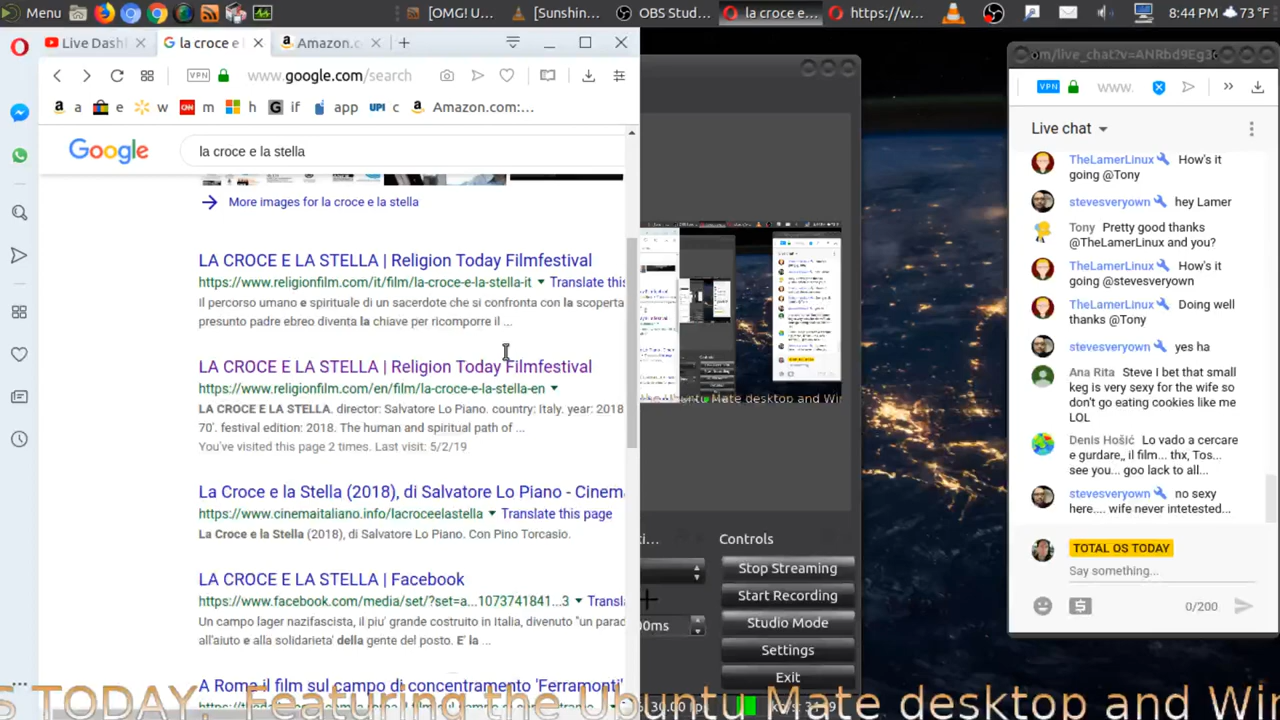 Menu
[OMG! U...
[Sunshin...
OBS Stud...
la croce e...
https://w...
8:44 PM
73 °F
Live Dash
la croce e l
Amazon.c
VPN
www.google.com/search
a
e
w
m
h
if
app
UPI c
Amazon.com:...
Google
la croce e la stella
More images for la croce e la stella
LA CROCE E LA STELLA | Religion Today Filmfestival
https://www.religionfilm.com/it/film/la-croce-e-la-stella-it
Translate this
Il percorso umano e spirituale di un sacerdote che si confronta con la scoperta
presunto padre ebreo diventa la chiave per ricomporre il ...
LA CROCE E LA STELLA | Religion Today Filmfestival
https://www.religionfilm.com/en/film/la-croce-e-la-stella-en
LA CROCE E LA STELLA. director: Salvatore Lo Piano. country: Italy. year: 2018
70'. festival edition: 2018. The human and spiritual path of ...
You've visited this page 2 times. Last visit: 5/2/19
La Croce e la Stella (2018), di Salvatore Lo Piano - Cinem
https://www.cinemaitaliano.info/lacroceelastella
Translate this page
La Croce e la Stella (2018), di Salvatore Lo Piano. Con Pino Torcasio.
LA CROCE E LA STELLA | Facebook
https://www.facebook.com/media/set/?set=a...1073741841...3
Transl
Un campo lager nazifascista, il piu' grande costruito in Italia, divenuto "un parad
all'aiuto e alla solidarieta' della gente del posto. E' la ...
A Rome il film sul campo di concentramento 'Ferramonti'
Controls
Stop Streaming
Start Recording
Studio Mode
Settings
Exit
00ms
om/live_chat?v=ANRbd9Eg3
VPN
www.
Live chat
TheLamerLinux How's it
going @Tony
stevesveryown hey Lamer
Tony Pretty good thanks
@TheLamerLinux and you?
TheLamerLinux How's it
going @stevesveryown
TheLamerLinux Doing well
thanks @Tony
stevesveryown yes ha
Ana Rita Steve I bet that small
keg is very sexy for the wife so
don't go eating cookies like me
LOL
Denis Hošić Lo vado a cercare
e gurdare,, il film... thx, Tos...
see you... goo lack to all...
stevesveryown no sexy
here.... wife never intetested...
TOTAL OS TODAY
Say something...
0/200
S TODAY! Featuring the Ubuntu Mate desktop and Win